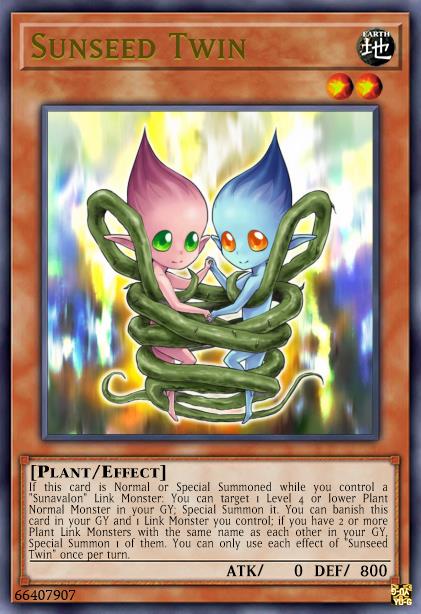 SUNSEED TWIN
EARTH
地
[PLANT/EFFECT]
If this card is Normal or Special Summoned while you control a
"Sunavalon" Link Monster: You can target 1 Level 4 or lower Plant
Normal Monster in your GY; Special Summon it. You can banish this
card in your GY and 1 Link Monster you control; if you have 2 or more
Plant Link Monsters with the same name as each other in your GY,
Special Summon 1 of them. You can only use each effect of "Sunseed
Twin" once per turn.
ATK/ 0 DEF/ 800
66407907